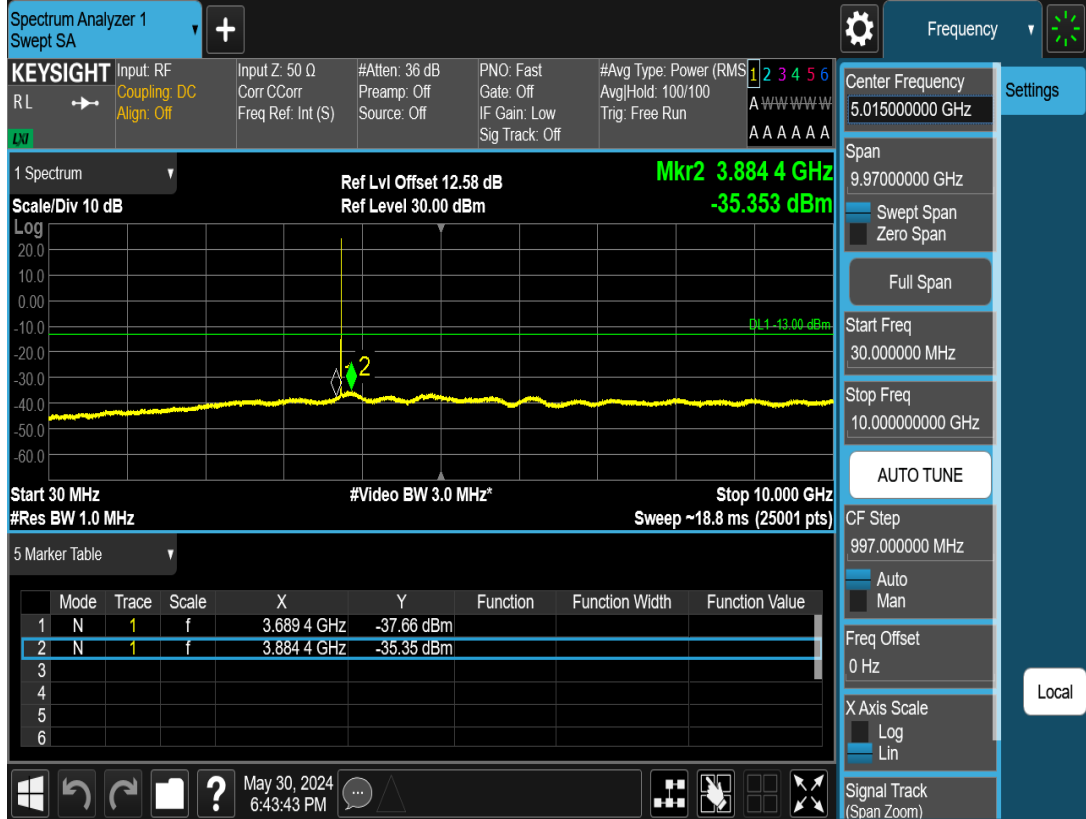 Spectrum Analyzer 1
Swept SA
+
Frequency
KEYSIGHT
RL
LXI
Input: RF
Coupling: DC
Align: Off
Input Z: 50 Ω
Corr CCorr
Freq Ref: Int (S)
#Atten: 36 dB
Preamp: Off
Source: Off
PNO: Fast
Gate: Off
IF Gain: Low
Sig Track: Off
#Avg Type: Power (RMS
Avg|Hold: 100/100
Trig: Free Run
1 2 3 4 5 6
A W W W W W
A A A A A A
1 Spectrum
Scale/Div 10 dB
Ref Lvl Offset 12.58 dB
Ref Level 30.00 dBm
Mkr2 3.884 4 GHz
-35.353 dBm
Log
20.0
10.0
0.00
-10.0
-20.0
-30.0
-40.0
-50.0
-60.0
DL1 -13.00 dBm
2
Start 30 MHz
#Video BW 3.0 MHz*
Stop 10.000 GHz
#Res BW 1.0 MHz
Sweep ~18.8 ms (25001 pts)
5 Marker Table
Mode Trace Scale X Y Function Function Width Function Value
1 N 1 f 3.689 4 GHz -37.66 dBm
2 N 1 f 3.884 4 GHz -35.35 dBm
3
4
5
6
?
May 30, 2024
6:43:43 PM
Center Frequency
5.015000000 GHz
Settings
Span
9.97000000 GHz
Swept Span
Zero Span
Full Span
Start Freq
30.000000 MHz
Stop Freq
10.000000000 GHz
AUTO TUNE
CF Step
997.000000 MHz
Auto
Man
Freq Offset
0 Hz
X Axis Scale
Log
Lin
Local
Signal Track
(Span Zoom)